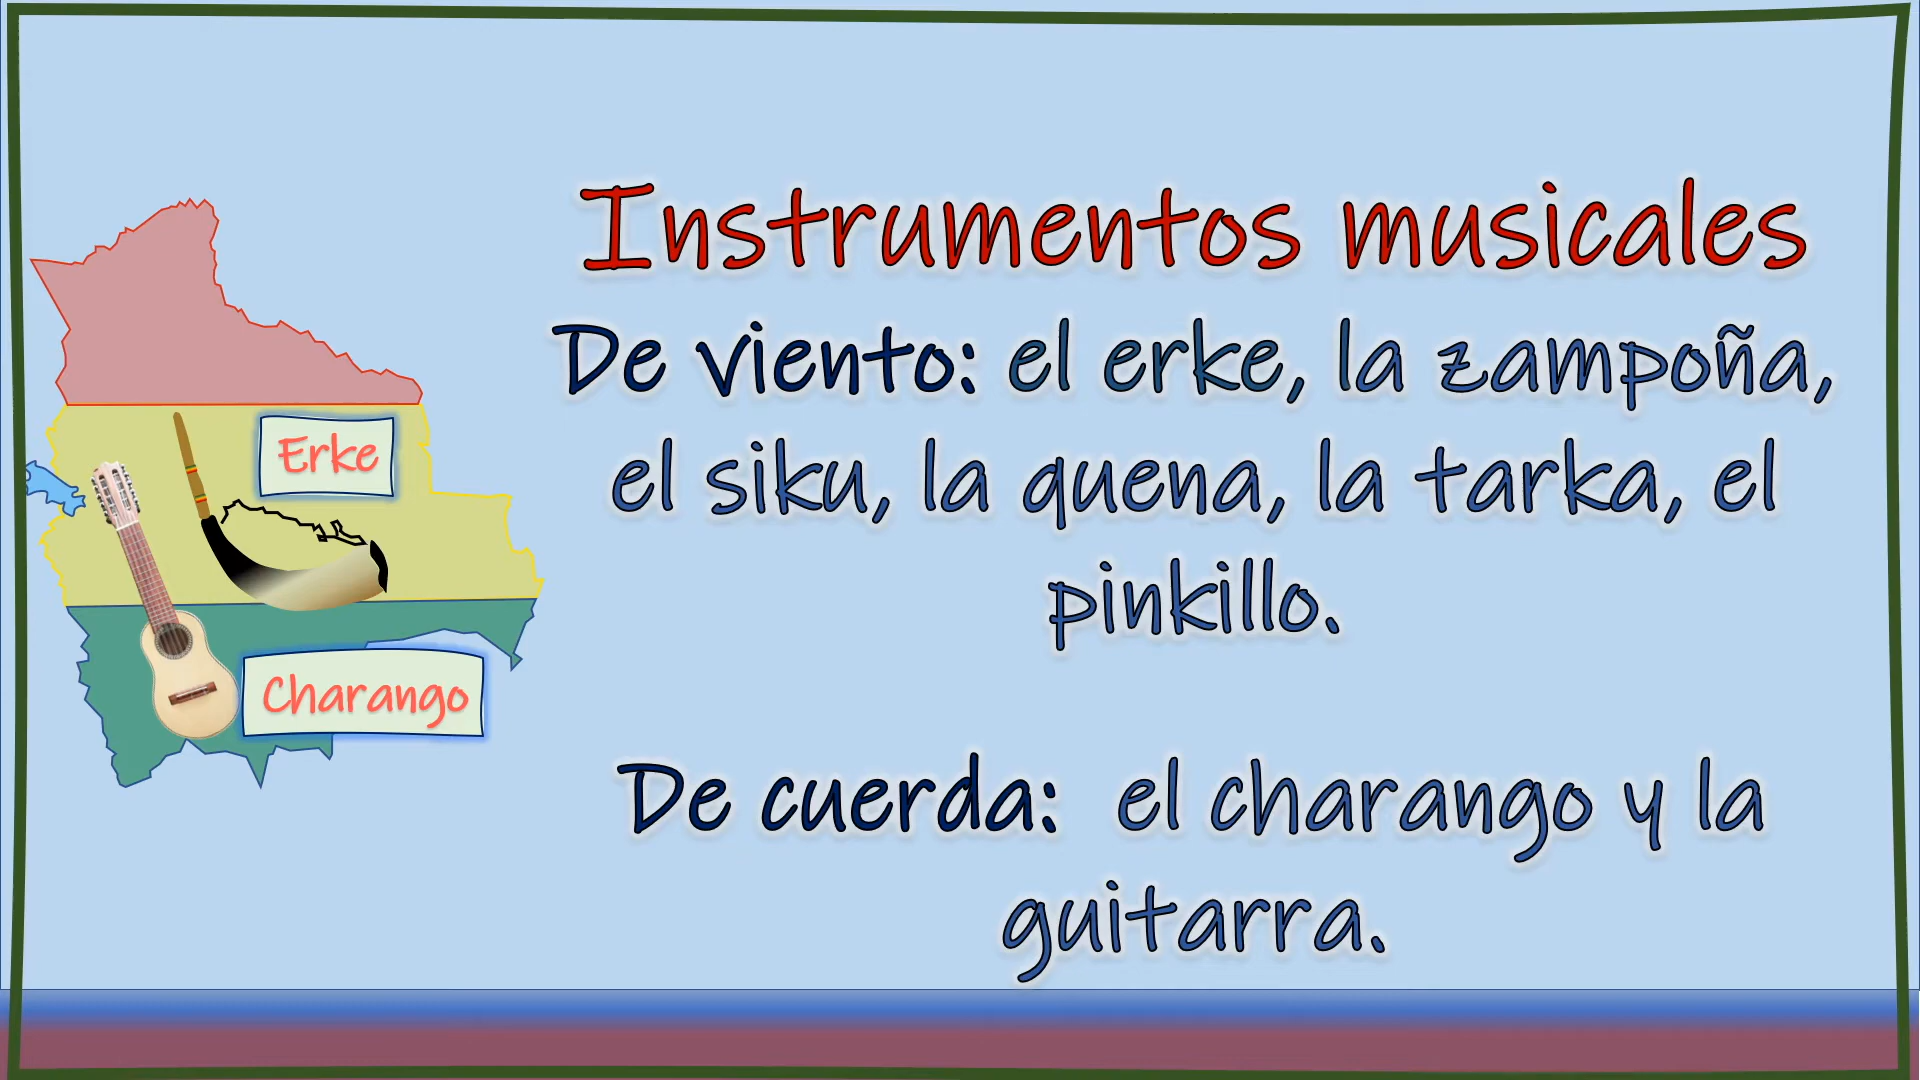 Instrumentos musicales
De viento: el erke, la zampoña,
el siku, la quena, la tarka, el
pinkillo.
De cuerda: el charango y la
guitarra.
Erke
Charango